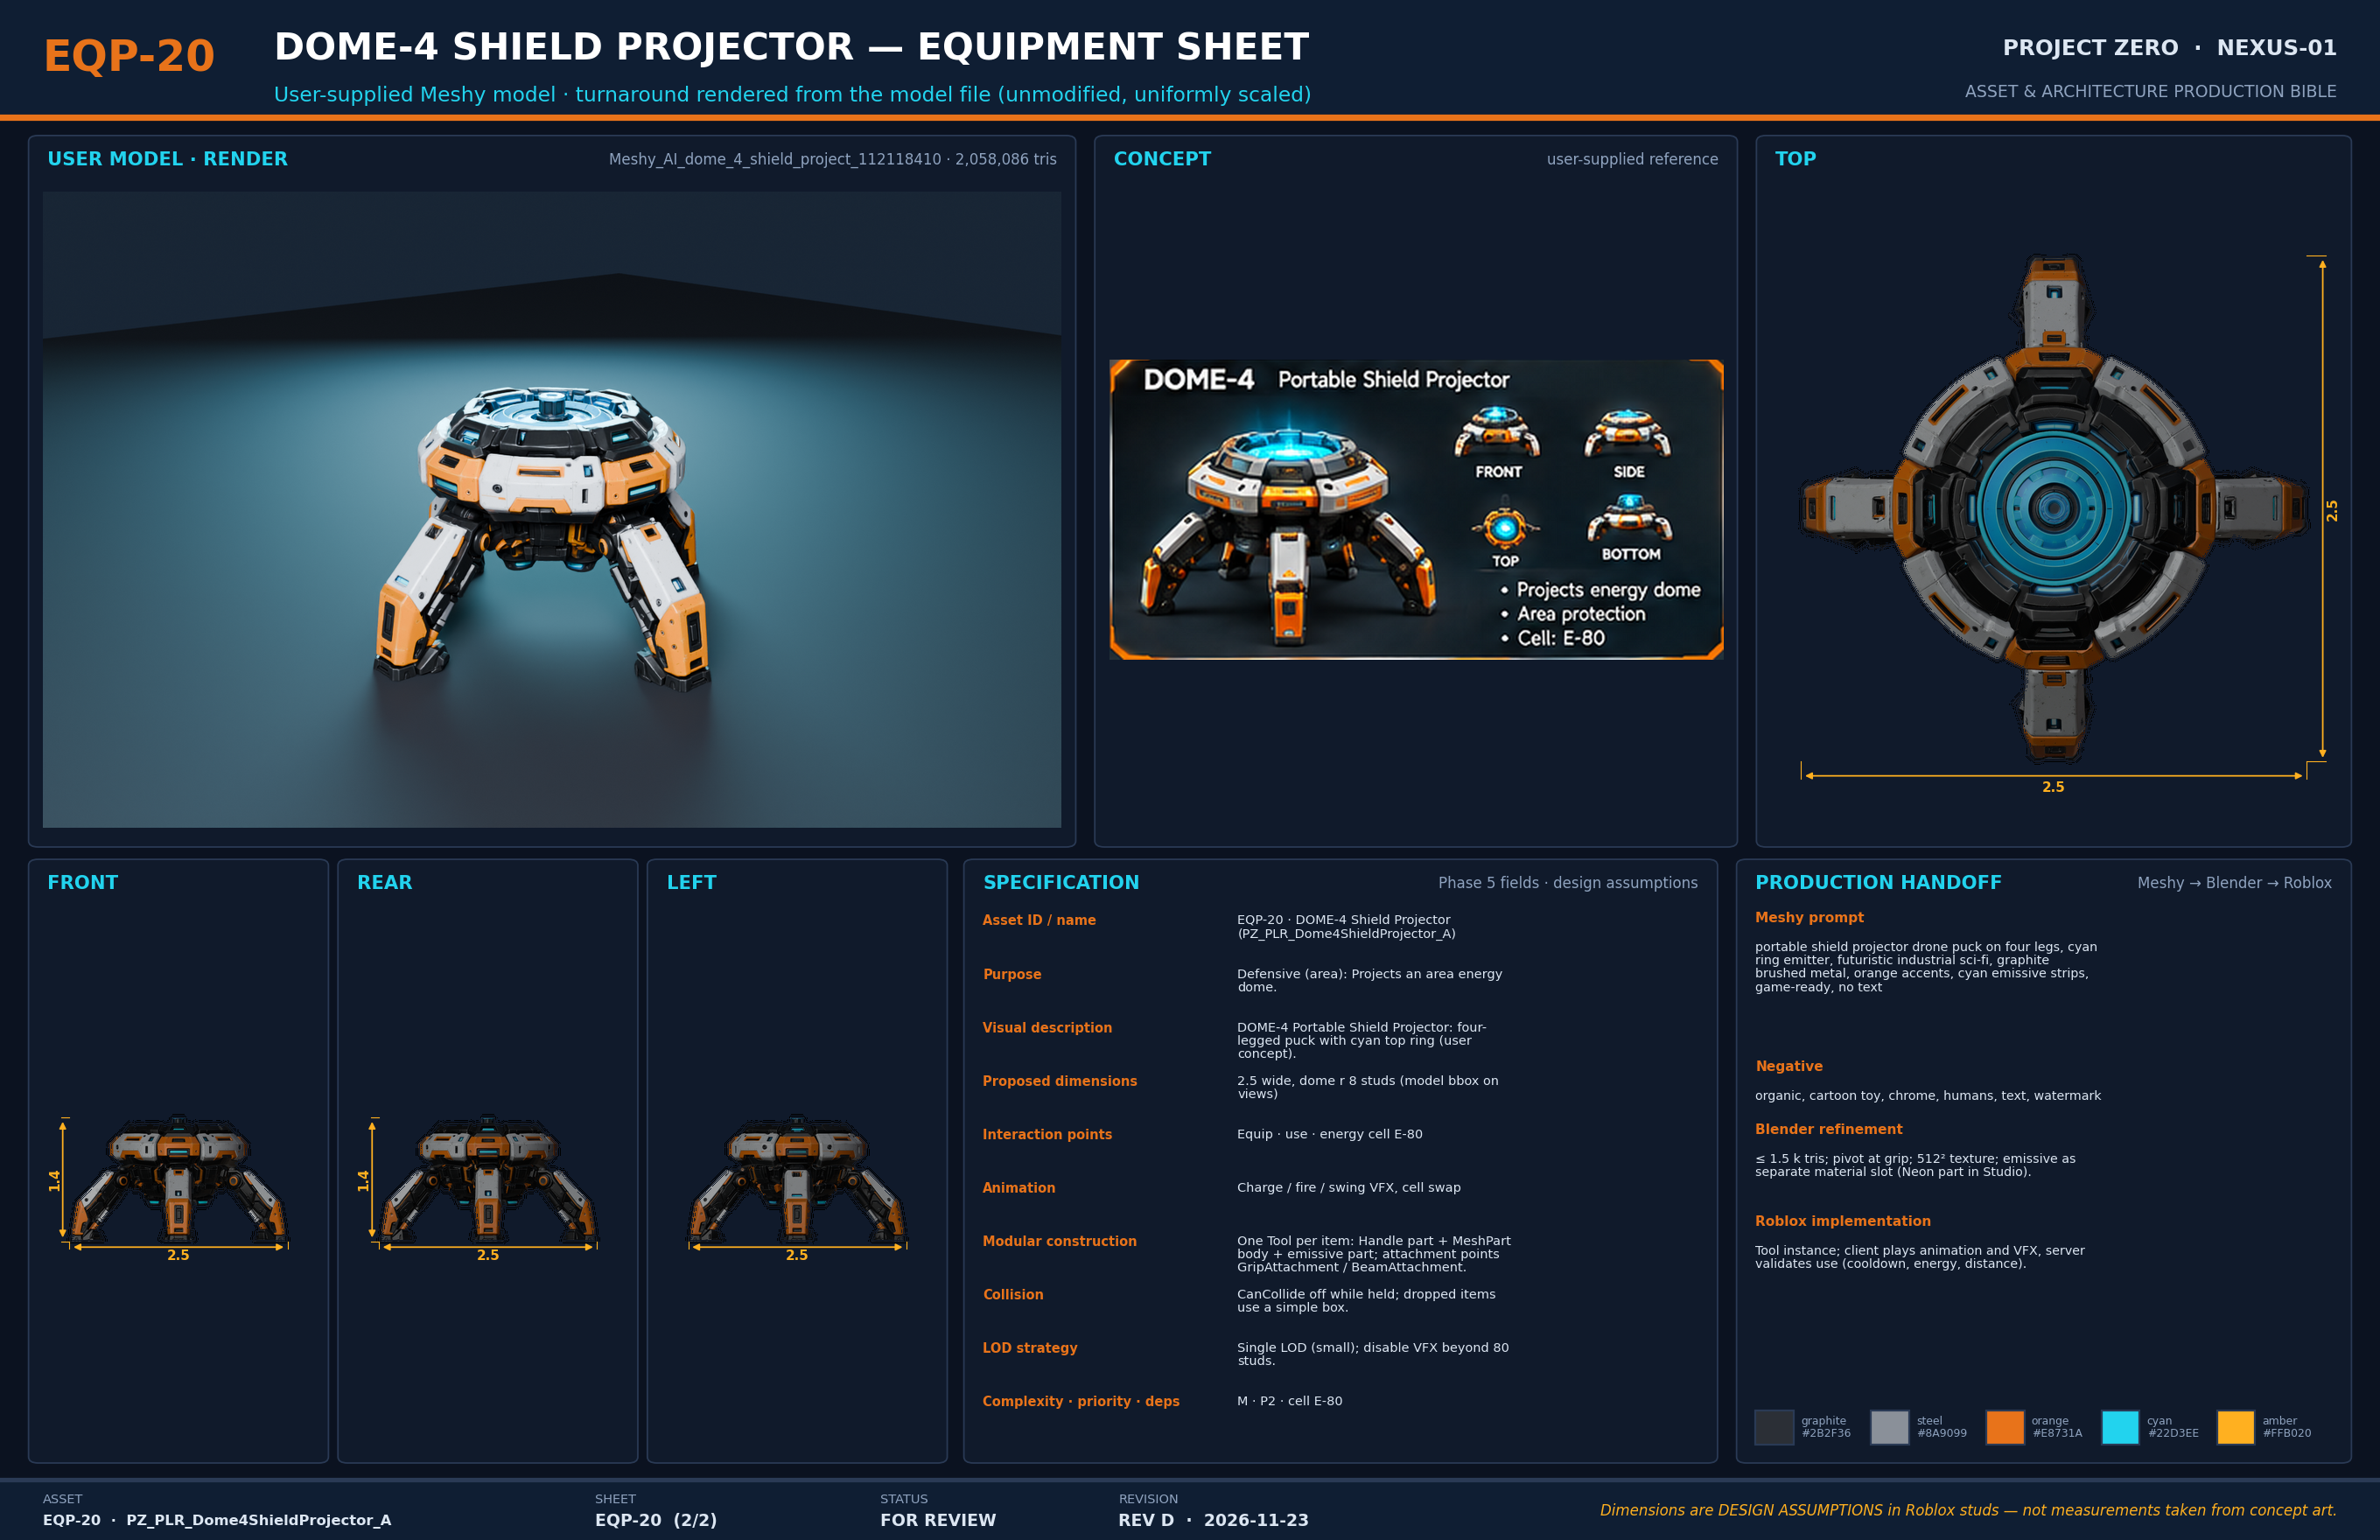 EQP-20
DOME-4 SHIELD PROJECTOR — EQUIPMENT SHEET
User-supplied Meshy model · turnaround rendered from the model file (unmodified, uniformly scaled)
PROJECT ZERO · NEXUS-01
ASSET & ARCHITECTURE PRODUCTION BIBLE
USER MODEL · RENDER
Meshy_AI_dome_4_shield_project_112118410 · 2,058,086 tris
CONCEPT
user-supplied reference
DOME-4 Portable Shield Projector
FRONT
SIDE
TOP
BOTTOM
• Projects energy dome
• Area protection
• Cell: E-80
TOP
2.5
2.5
FRONT
1.4
2.5
REAR
1.4
2.5
LEFT
2.5
SPECIFICATION
Phase 5 fields · design assumptions
Asset ID / name
EQP-20 · DOME-4 Shield Projector
(PZ_PLR_Dome4ShieldProjector_A)
Purpose
Defensive (area): Projects an area energy
dome.
Visual description
DOME-4 Portable Shield Projector: four-
legged puck with cyan top ring (user
concept).
Proposed dimensions
2.5 wide, dome r 8 studs (model bbox on
views)
Interaction points
Equip · use · energy cell E-80
Animation
Charge / fire / swing VFX, cell swap
Modular construction
One Tool per item: Handle part + MeshPart
body + emissive part; attachment points
GripAttachment / BeamAttachment.
Collision
CanCollide off while held; dropped items
use a simple box.
LOD strategy
Single LOD (small); disable VFX beyond 80
studs.
Complexity · priority · deps
M · P2 · cell E-80
PRODUCTION HANDOFF
Meshy → Blender → Roblox
Meshy prompt
portable shield projector drone puck on four legs, cyan
ring emitter, futuristic industrial sci-fi, graphite
brushed metal, orange accents, cyan emissive strips,
game-ready, no text
Negative
organic, cartoon toy, chrome, humans, text, watermark
Blender refinement
≤ 1.5 k tris; pivot at grip; 512² texture; emissive as
separate material slot (Neon part in Studio).
Roblox implementation
Tool instance; client plays animation and VFX, server
validates use (cooldown, energy, distance).
graphite
#2B2F36
steel
#8A9099
orange
#E8731A
cyan
#22D3EE
amber
#FFB020
ASSET
EQP-20 · PZ_PLR_Dome4ShieldProjector_A
SHEET
EQP-20 (2/2)
STATUS
FOR REVIEW
REVISION
REV D · 2026-11-23
Dimensions are DESIGN ASSUMPTIONS in Roblox studs — not measurements taken from concept art.